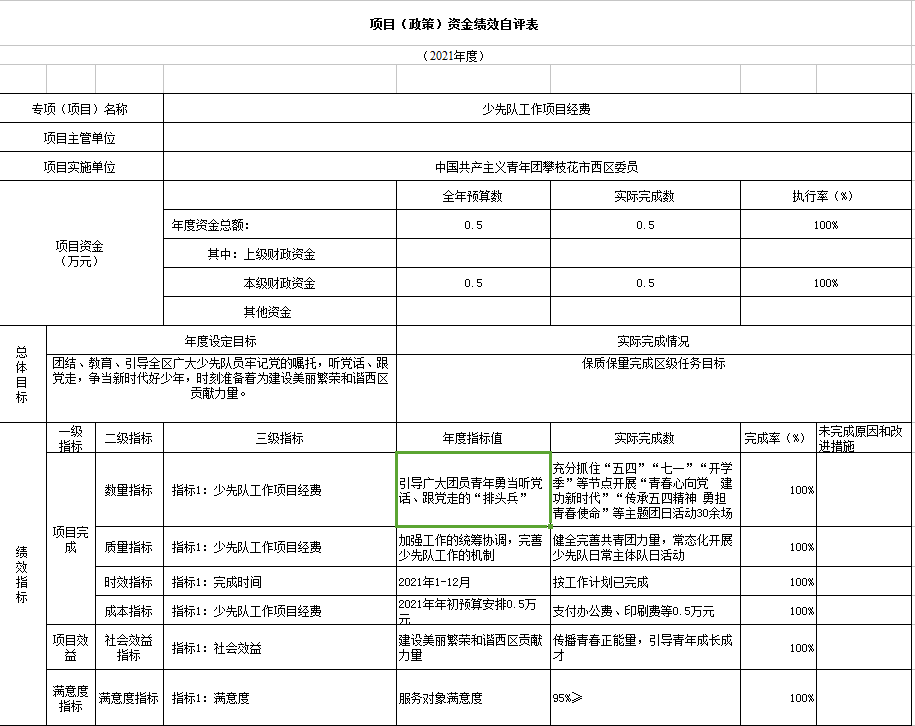 项目（政策）资金绩效自评表
（2021年度）
专项（项目）名称
少先队工作项目经费
项目主管单位
项目实施单位
中国共产主义青年团攀枝花市西区委员
项目资金
（万元）
全年预算数
实际完成数
执行率（%）
年度资金总额：
0.5
0.5
100%
其中：上级财政资金
本级财政资金
0.5
0.5
100%
其他资金
总体目标
年度设定目标
实际完成情况
团结、教育、引导全区广大少先队员牢记党的嘱托，听党话、跟
党走，争当新时代好少年，时刻准备着为建设美丽繁荣和谐西区
贡献力量。
保质保量完成区级任务目标
绩效指标
一级
指标
二级指标
三级指标
年度指标值
实际完成数
完成率（%）
未完成原因和改
进措施
项目完
成
数量指标
指标1：少先队工作项目经费
引导广大团员青年勇当听党
话、跟党走的“排头兵”
充分抓住“五四”“七一”“开学
季”等节点开展“青春心向党 建
功新时代”“传承五四精神 勇担
青春使命”等主题团日活动30余场
100%
质量指标
指标1：少先队工作项目经费
加强工作的统筹协调，完善
少先队工作的机制
健全完善共青团力量，常态化开展
少先队日常主体队日活动
100%
时效指标
指标1：完成时间
2021年1-12月
按工作计划已完成
100%
成本指标
指标1：少先队工作项目经费
2021年年初预算安排0.5万
元
支付办公费、印刷费等0.5万元
100%
项目效
益
社会效益
指标
指标1：社会效益
建设美丽繁荣和谐西区贡献
力量
传播青春正能量，引导青年成长成
才
100%
满意度
指标
满意度指标
指标1：满意度
服务对象满意度
95%≥
100%